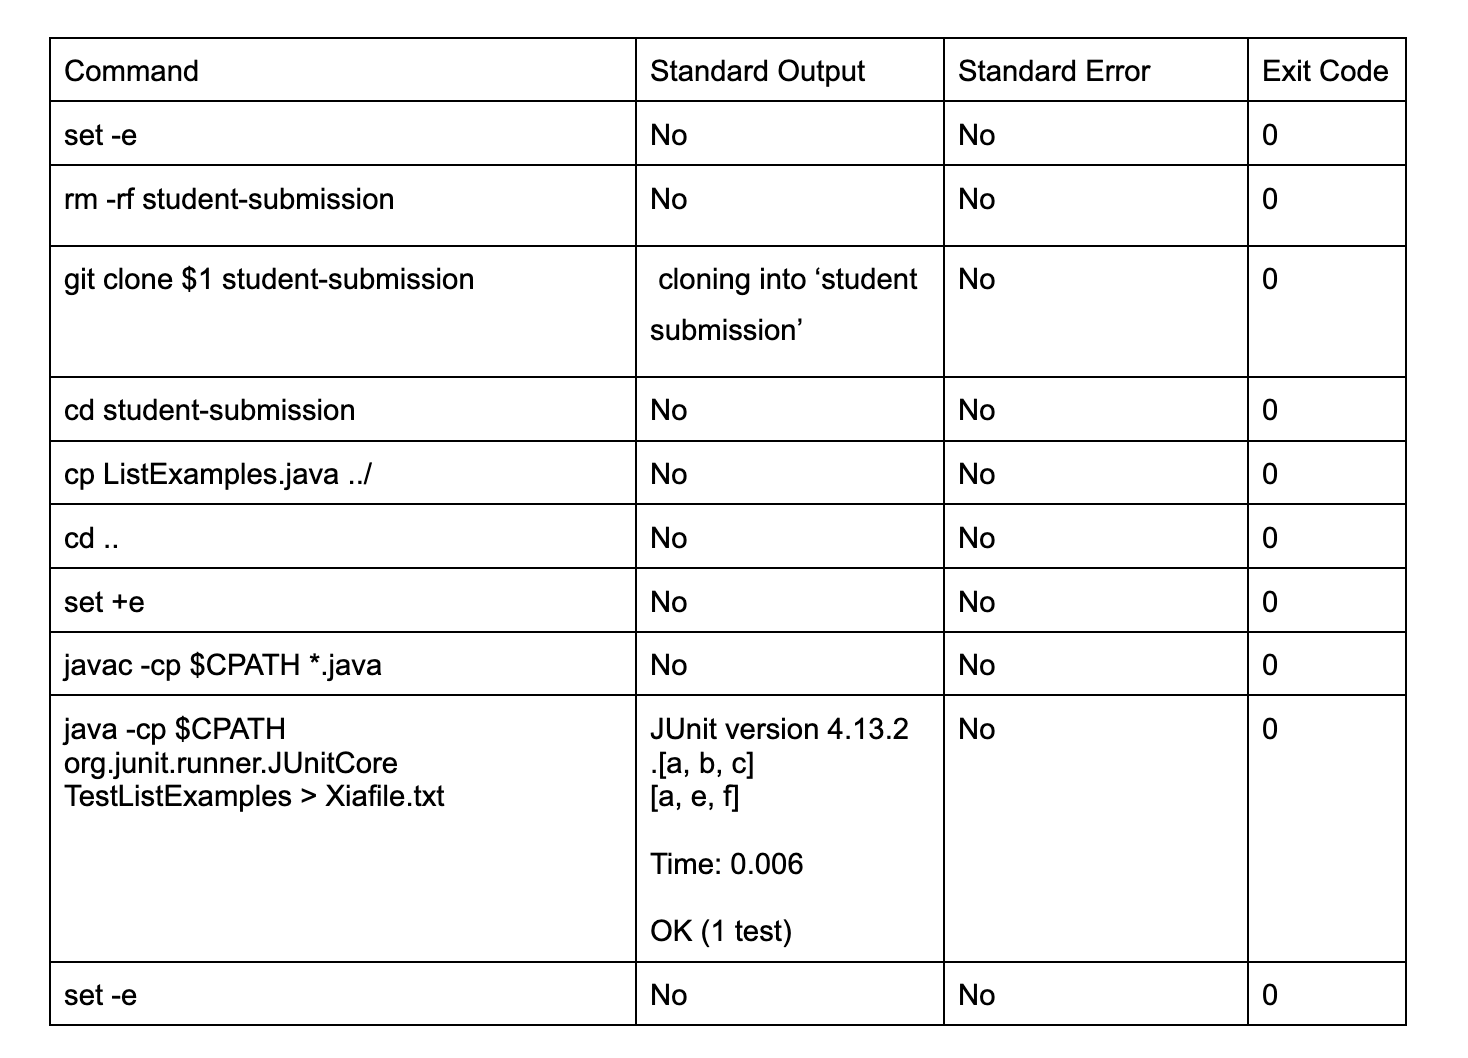 Command Standard Output Standard Error Exit Code
set -e No No 0
rm -rf student-submission No No 0
git clone $1 student-submission cloning into ‘student No 0
submission’
cd student-submission No No 0
cp ListExamples.java ../ No No 0
cd .. No No 0
set +e No No 0
javac -cp $CPATH *.java No No 0
java -cp $CPATH JUnit version 4.13.2 No 0
org.junit.runner.JUnitCore .[a, b, c]
TestListExamples > Xiafile.txt [a, e, f]
Time: 0.006
OK (1 test)
set -e No No 0